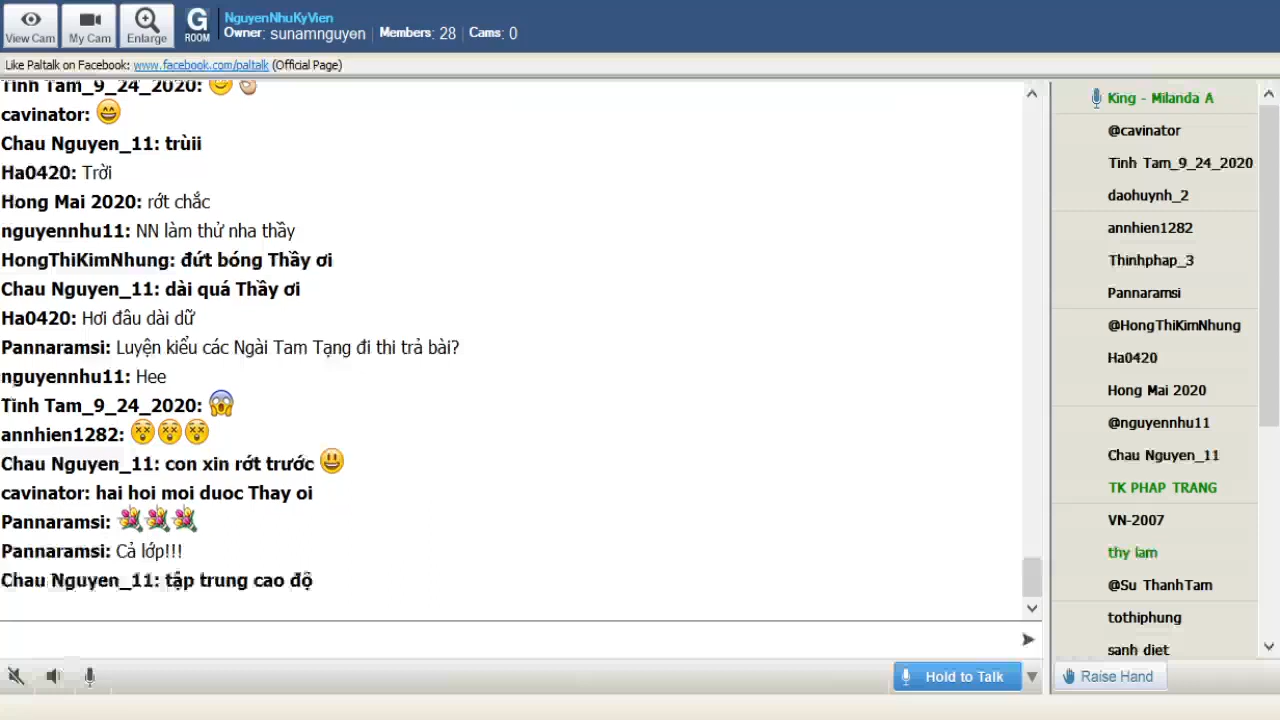 View Cam
My Cam
Enlarge
G
ROOM
NguyenNhuKyVien
Owner: sunamnguyen Members: 28 Cams: 0
Like Paltalk on Facebook: www.facebook.com/paltalk (Official Page)
Tinh Tam_9_24_2020:
cavinator:
Chau Nguyen_11: trùii
Ha0420: Trời
Hong Mai 2020: rớt chắc
nguyennhu11: NN làm thử nha thầy
HongThiKimNhung: đứt bóng Thầy ơi
Chau Nguyen_11: dài quá Thầy ơi
Ha0420: Hơi đâu dài dữ
Pannaramsi: Luyện kiểu các Ngài Tam Tạng đi thi trả bài?
nguyennhu11: Hee
Tinh Tam_9_24_2020:
annhien1282:
Chau Nguyen_11: con xin rớt trước
cavinator: hai hoi moi duoc Thay oi
Pannaramsi:
Pannaramsi: Cả lớp!!!
Chau Nguyen_11: tập trung cao độ
Hold to Talk
King - Milanda A
@cavinator
Tinh Tam_9_24_2020
daohuynh_2
annhien1282
Thinhphap_3
Pannaramsi
@HongThiKimNhung
Ha0420
Hong Mai 2020
@nguyennhu11
Chau Nguyen_11
TK PHAP TRANG
VN-2007
thy lam
@Su ThanhTam
tothiphung
sanh diet
Raise Hand